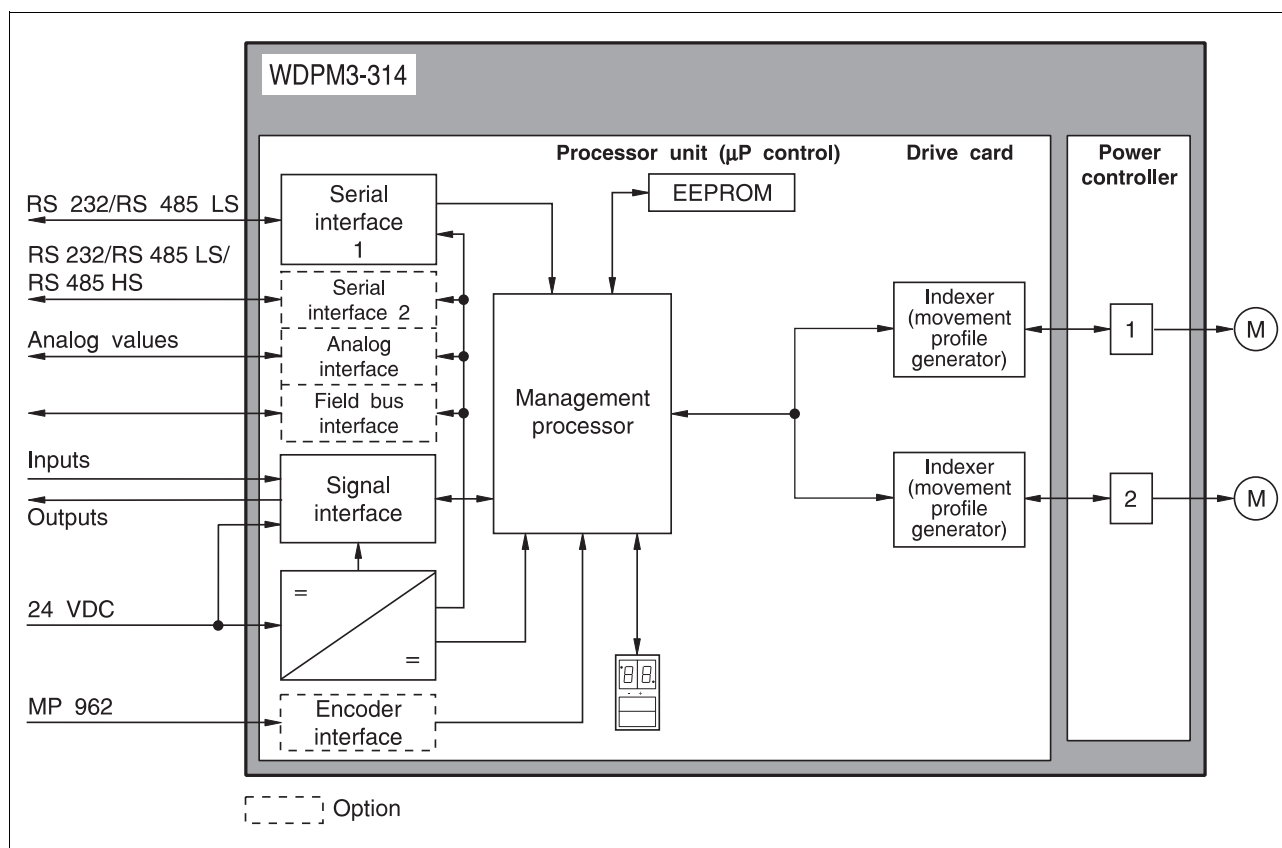 WDPM3-314
Processor unit (µP control)
Drive card
Power
controller
RS 232/RS 485 LS
Serial
interface
1
EEPROM
RS 232/RS 485 LS/
RS 485 HS
Serial
interface 2
Analog values
Analog
interface
Field bus
interface
Management
processor
Indexer
(movement
profile
generator)
1
M
Inputs
Outputs
Signal
interface
Indexer
(movement
profile
generator)
2
M
24 VDC
=
=
8 8.
- +
MP 962
Encoder
interface
Option